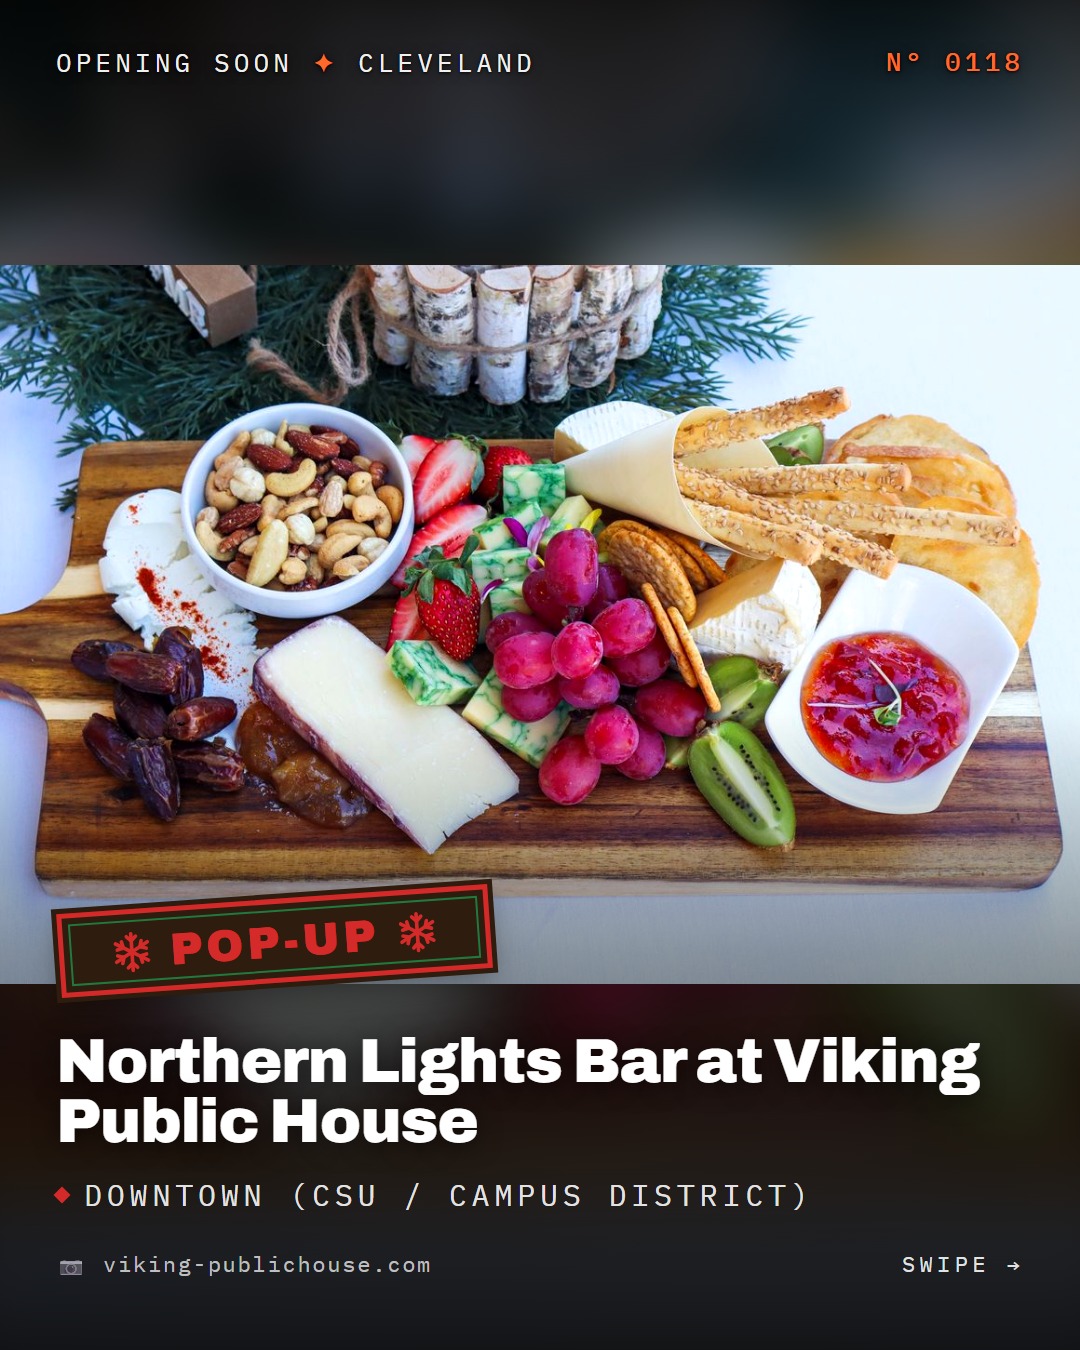 OPENING SOON ✦ CLEVELAND
N° 0118
POP-UP
Northern Lights Bar at Viking
Public House
DOWNTOWN (CSU / CAMPUS DISTRICT)
viking-publichouse.com
SWIPE →